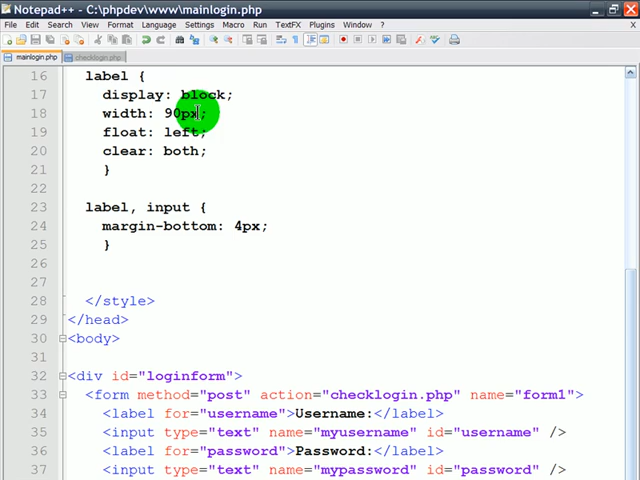 Notepad++ - C:\phpdev\www\mainlogin.php
File Edit Search View Format Language Settings Macro Run TextFX Plugins Window ?
mainlogin.php checklogin.php
16 label {
17 display: block;
18 width: 90px;
19 float: left;
20 clear: both;
21 }
22
23 label, input {
24 margin-bottom: 4px;
25 }
26
27
28 </style>
29 </head>
30 <body>
31
32 <div id="loginform">
33 <form method="post" action="checklogin.php" name="form1">
34 <label for="username">Username:</label>
35 <input type="text" name="myusername" id="username" />
36 <label for="password">Password:</label>
37 <input type="text" name="mypassword" id="password" />